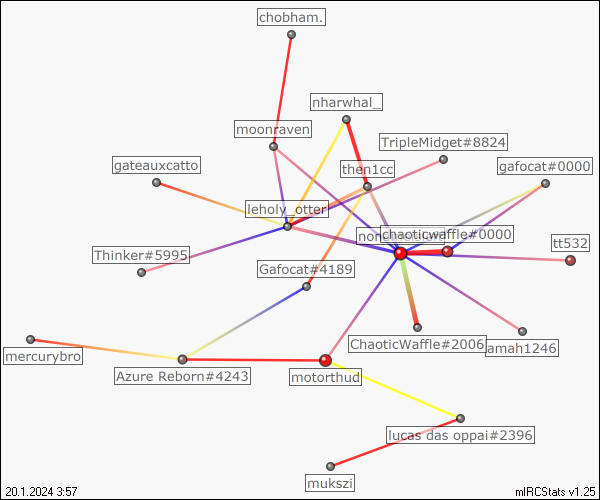 chobham.
nharwhal_
moonraven
TripleMidget#8824
then1cc
gateauxcatto
gafocat#0000
leholy_otter
chaoticwaffle#0000
tt532
Thinker#5995
Gafocat#4189
ChaoticWaffle#2006
amah1246
mercurybro
Azure Reborn#4243
motorthud
lucas das oppai#2396
mukszi
20.1.2024 3:57
mIRCStats v1.25